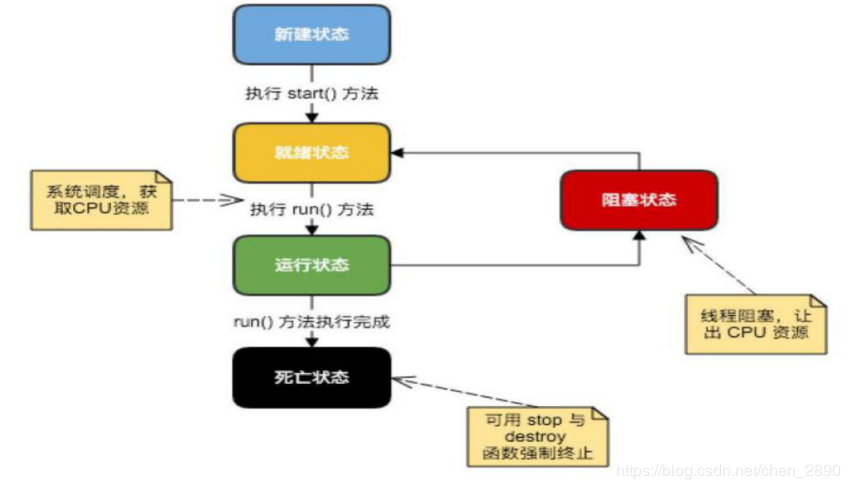 新建状态
执行 start() 方法
就绪状态
系统调度，获
取CPU资源
执行 run() 方法
阻塞状态
运行状态
线程阻塞，让
出 CPU 资源
run() 方法执行完成
死亡状态
可用 stop 与
destroy
函数强制终止
https://blog.csdn.net/chen_2890